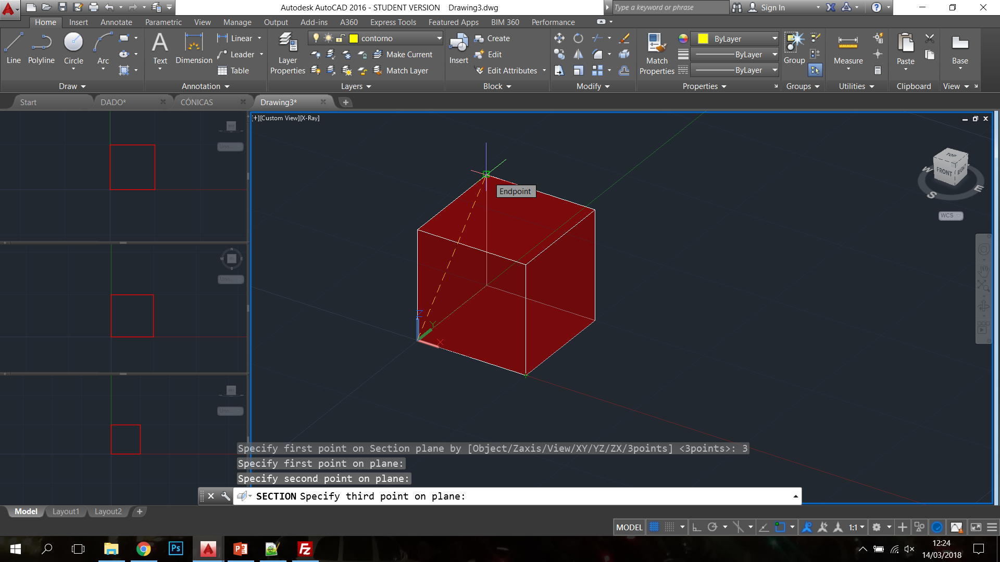 Autodesk AutoCAD 2016 - STUDENT VERSION Drawing3.dwg
Type a keyword or phrase
Sign In
Home Insert Annotate Parametric View Manage Output Add-ins A360 Express Tools Featured Apps BIM 360 Performance
Line Polyline Circle Arc
Text Dimension
Linear
Leader
Table
Layer Properties
contorno
Make Current
Match Layer
Insert
Create
Edit
Edit Attributes
Match Properties
ByLayer
ByLayer
ByLayer
Group
Measure
Paste
Base
Draw Annotation Layers Block Modify Properties Groups Utilities Clipboard View
Start DADO* CÓNICAS Drawing3*
[+][Custom View][X-Ray]
Endpoint
TOP
FRONT RIGHT
W S E
WCS
N
W E
S
Z
Y
X
Specify first point on Section plane by [Object/Zaxis/View/XY/YZ/ZX/3points] <3points>: 3
Specify first point on plane:
Specify second point on plane:
SECTION Specify third point on plane:
Model Layout1 Layout2
MODEL 1:1
Ps
12:24
14/03/2018